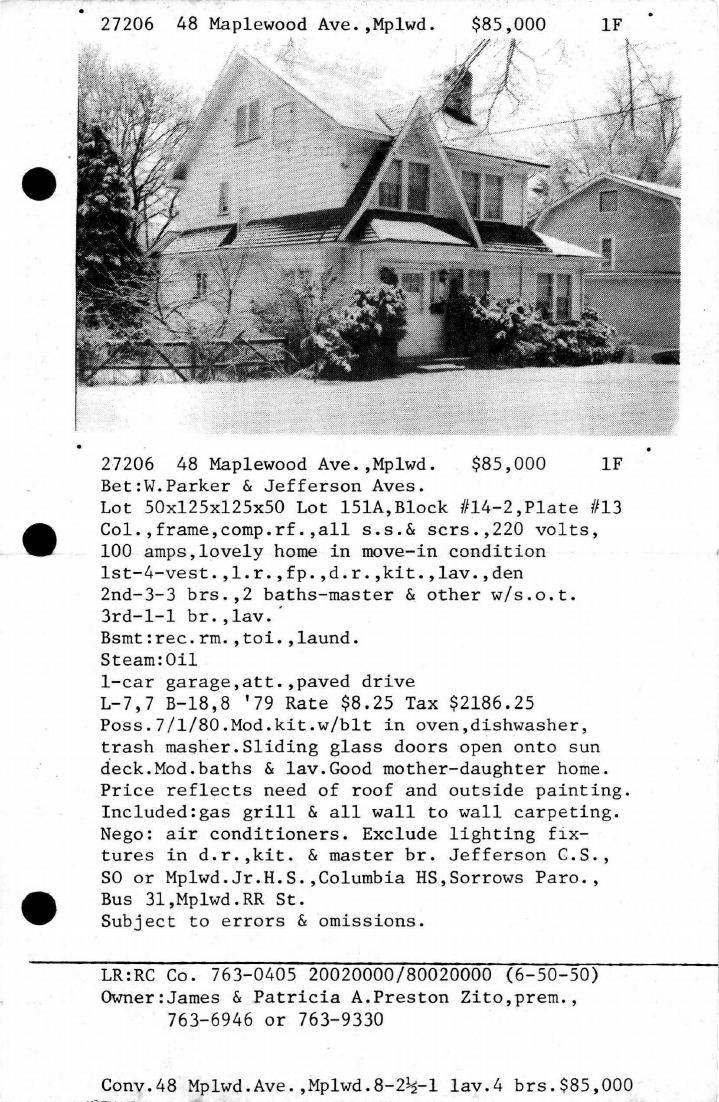 27206 48 Maplewood Ave.,Mplwd. $85,000 1F
27206 48 Maplewood Ave.,Mplwd. $85,000 1F
Bet:W.Parker & Jefferson Aves.
Lot 50x125x125x50 Lot 151A,Block #14-2,Plate #13
Col.,frame,comp.rf.,all s.s.& scrs.,220 volts,
100 amps,lovely home in move-in condition
1st-4-vest.,l.r.,fp.,d.r.,kit.,lav.,den
2nd-3-3 brs.,2 baths-master & other w/s.o.t.
3rd-1-1 br.,lav.
Bsmt:rec.rm.,toi.,laund.
Steam:Oil
1-car garage,att.,paved drive
L-7,7 B-18,8 '79 Rate $8.25 Tax $2186.25
Poss.7/1/80.Mod.kit.w/blt in oven,dishwasher,
trash masher.Sliding glass doors open onto sun
deck.Mod.baths & lav.Good mother-daughter home.
Price reflects need of roof and outside painting.
Included:gas grill & all wall to wall carpeting.
Nego: air conditioners. Exclude lighting fix-
tures in d.r.,kit. & master br. Jefferson C.S.,
SO or Mplwd.Jr.H.S.,Columbia HS,Sorrows Paro.,
Bus 31,Mplwd.RR St.
Subject to errors & omissions.
LR:RC Co. 763-0405 20020000/80020000 (6-50-50)
Owner:James & Patricia A.Preston Zito,prem.,
763-6946 or 763-9330
Conv.48 Mplwd.Ave.,Mplwd.8-2½-1 lav.4 brs.$85,000